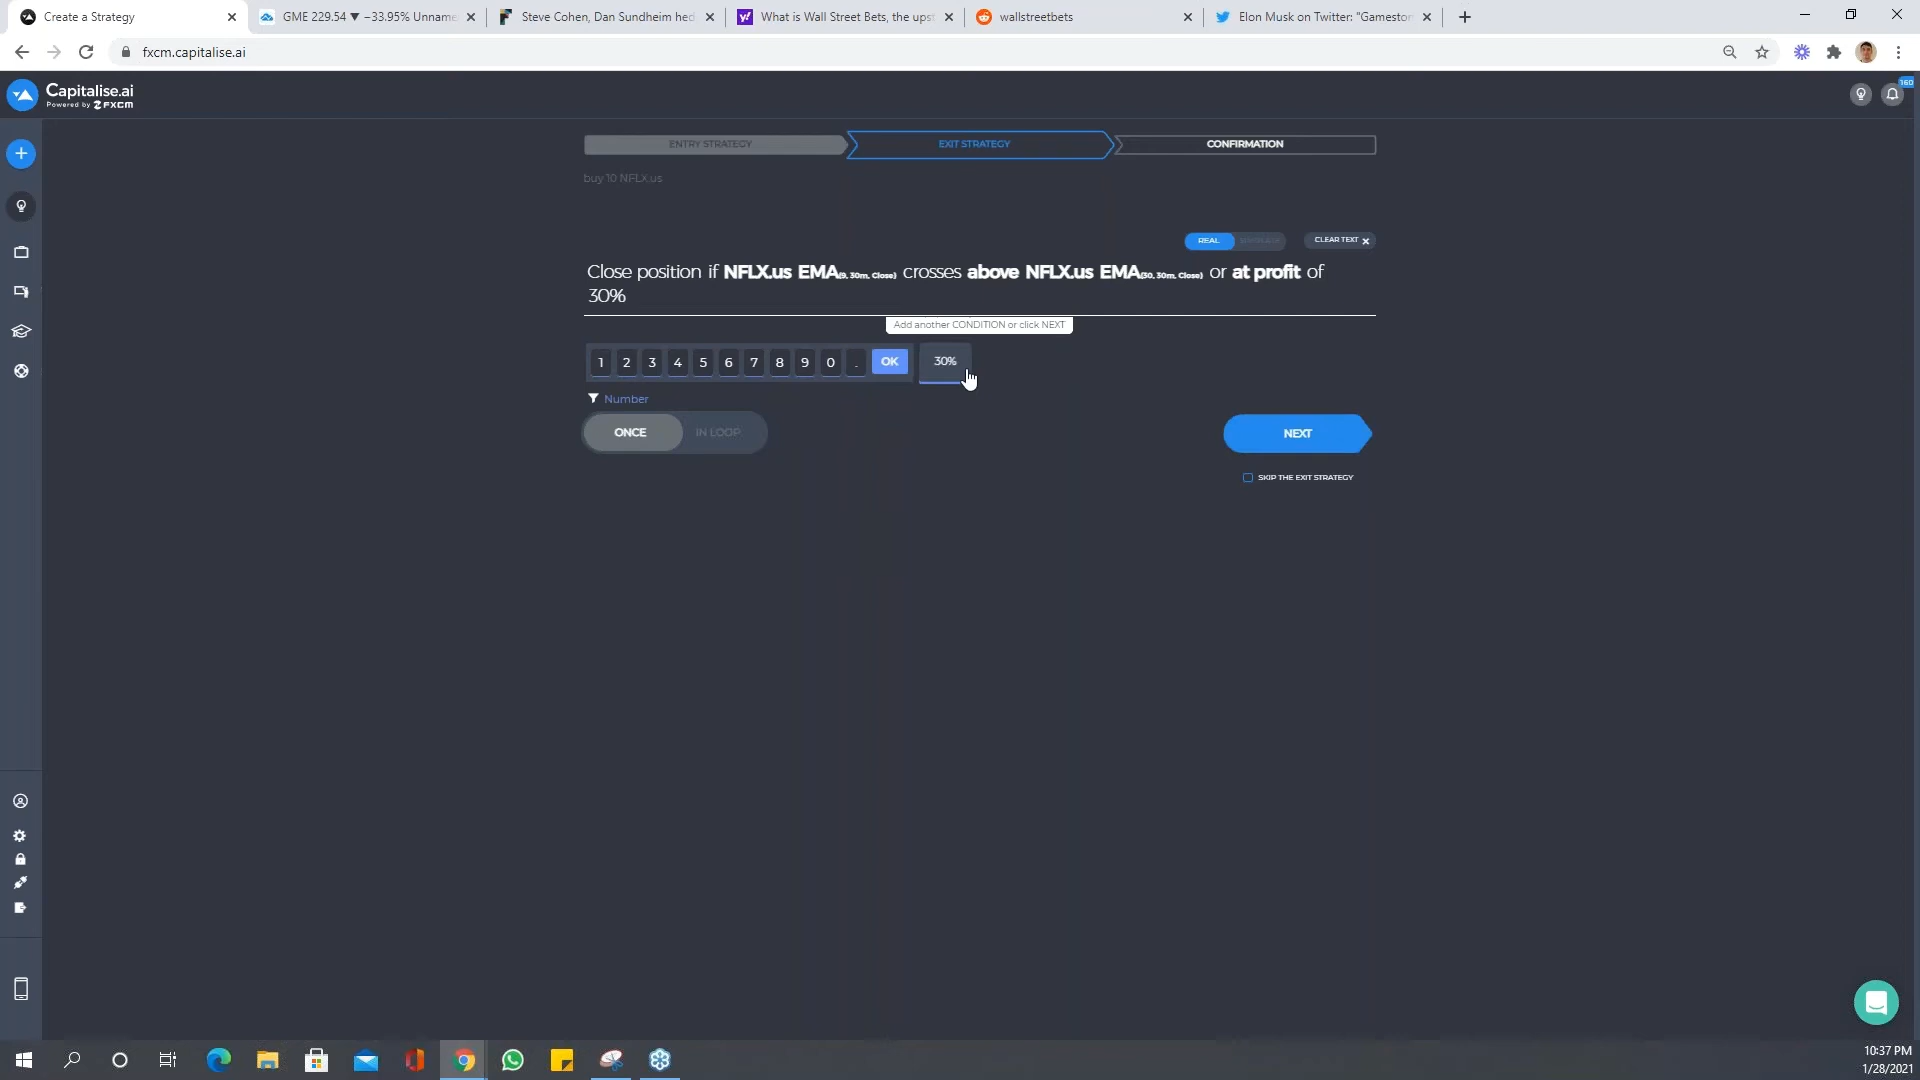 Create a Strategy
GME 229.54 ▼ −33.95% Unname
Steve Cohen, Dan Sundheim hed
What is Wall Street Bets, the upst
wallstreetbets
Elon Musk on Twitter: "Gamestor
fxcm.capitalise.ai
Capitalise.ai
Powered by FXCM
160
ENTRY STRATEGY
EXIT STRATEGY
CONFIRMATION
buy 10 NFLX.us
REAL
CLEAR TEXT ×
Close position if NFLX.us EMA(9, 30m, Close) crosses above NFLX.us EMA(30, 30m, Close) or at profit of
30%
Add another CONDITION or click NEXT
1 2 3 4 5 6 7 8 9 0 . OK 30%
Number
ONCE IN LOOP
NEXT
SKIP THE EXIT STRATEGY
10:37 PM
1/28/2021